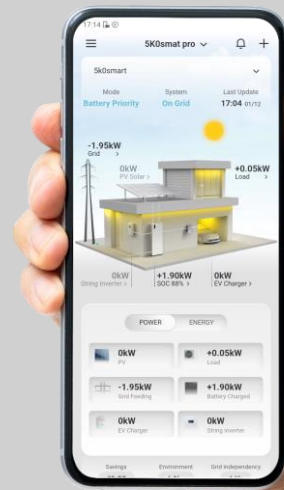 17:14
5K0smat pro
5k0smart
Mode System Last Update
Battery Priority On Grid 17:04 01/12
-1.95kW
Grid >
0kW
PV Solar >
+0.05kW
Load >
0kW
String Inverter >
+1.90kW
SOC 88% >
0kW
EV Charger >
POWER ENERGY
0kW
PV
+0.05kW
Load
-1.95kW
Grid Feeding
+1.90kW
Battery Charged
0kW
EV Charger
0kW
String Inverter
Savings Environment Grid independency